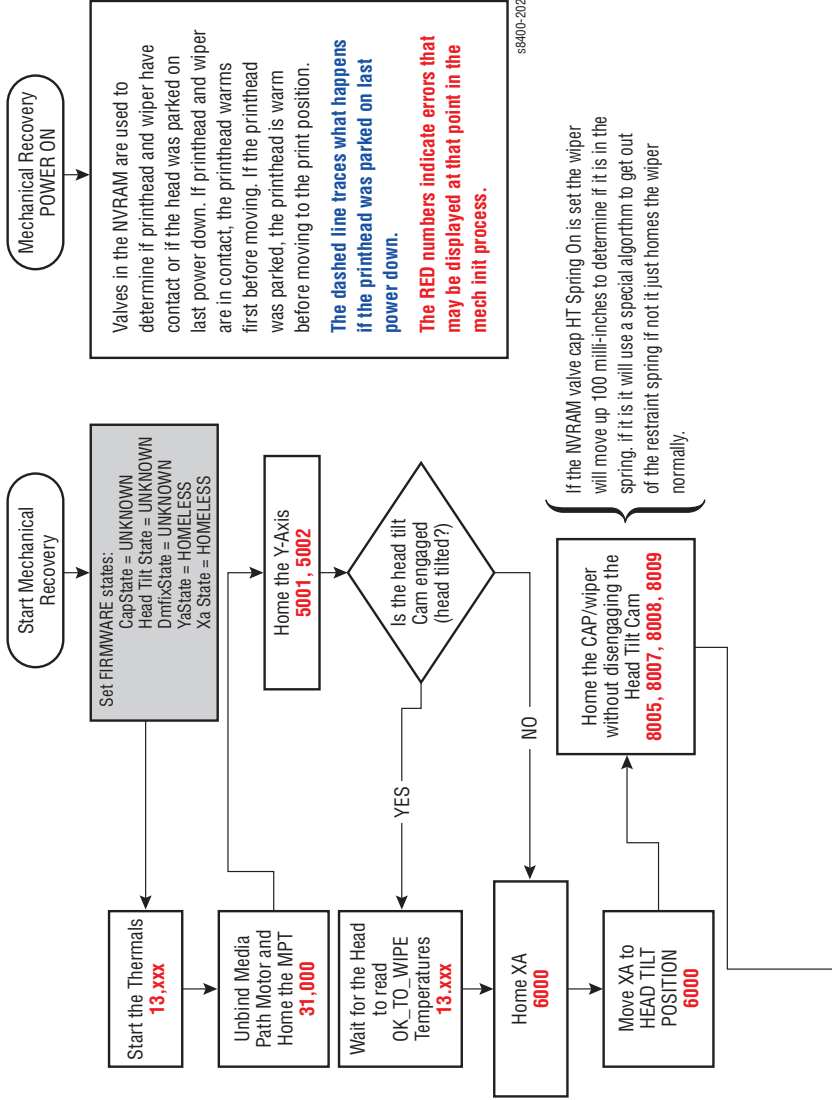 Start Mechanical
Recovery
Set FIRMWARE states:
CapState = UNKNOWN
Head Tilt State = UNKNOWN
DmfixState = UNKNOWN
YaState = HOMELESS
Xa State = HOMELESS
Start the Thermals
13,xxx
Unbind Media
Path Motor and
Home the MPT
31,000
Home the Y-Axis
5001, 5002
Is the head tilt
Cam engaged
(head tilted?)
YES
NO
Wait for the Head
to read
OK_TO_WIPE
Temperatures
13.xxx
Home XA
6000
Move XA to
HEAD TILT
POSITION
6000
Home the CAP/wiper
without disengaging the
Head Tilt Cam
8005, 8007, 8008, 8009
If the NVRAM valve cap HT Spring On is set the wiper
will move up 100 milli-inches to determine if it is in the
spring. if it is it will use a special algorthm to get out
of the restraint spring if not it just homes the wiper
normally.
Mechanical Recovery
POWER ON
Valves in the NVRAM are used to
determine if printhead and wiper have
contact or if the head was parked on
last power down. If printhead and wiper
are in contact, the printhead warms
first before moving. If the printhead
was parked, the printhead is warm
before moving to the print position.
The dashed line traces what happens
if the printhead was parked on last
power down.
The RED numbers indicate errors that
may be displayed at that point in the
mech init process.
s8400-202